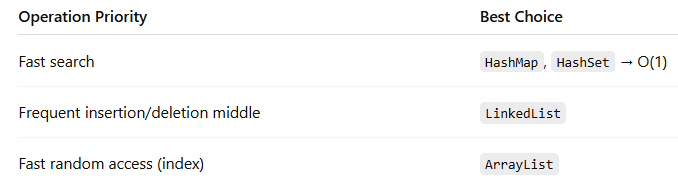 Operation Priority Best Choice
Fast search HashMap, HashSet → O(1)
Frequent insertion/deletion middle LinkedList
Fast random access (index) ArrayList